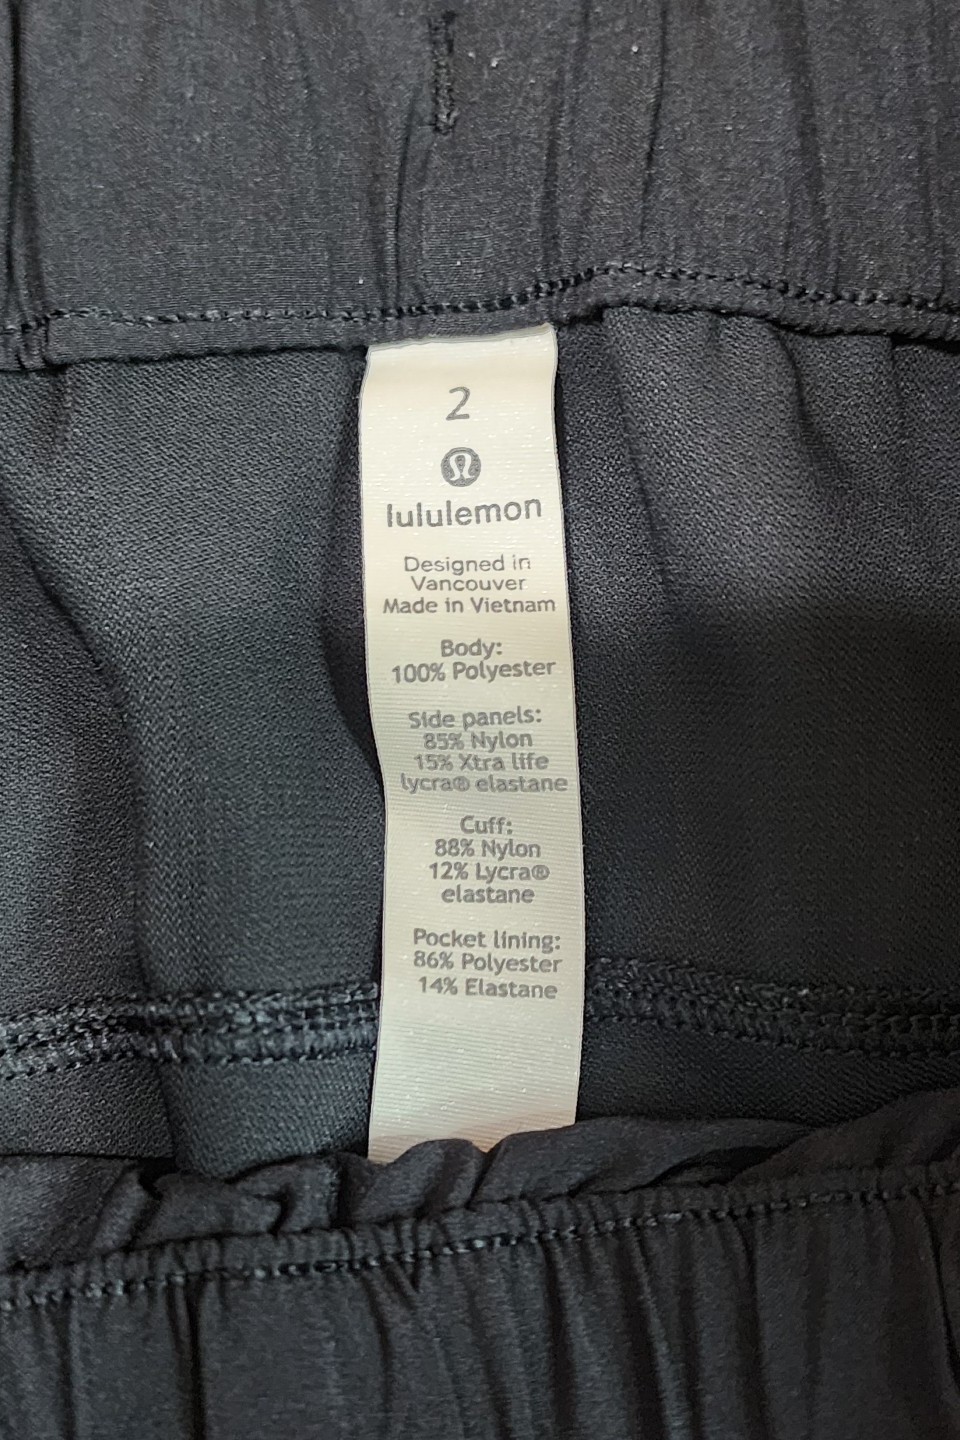 2
lululemon
Designed in
Vancouver
Made in Vietnam
Body:
100% Polyester
Side panels:
85% Nylon
15% Xtra life
lycra® elastane
Cuff:
88% Nylon
12% Lycra®
elastane
Pocket lining:
86% Polyester
14% Elastane